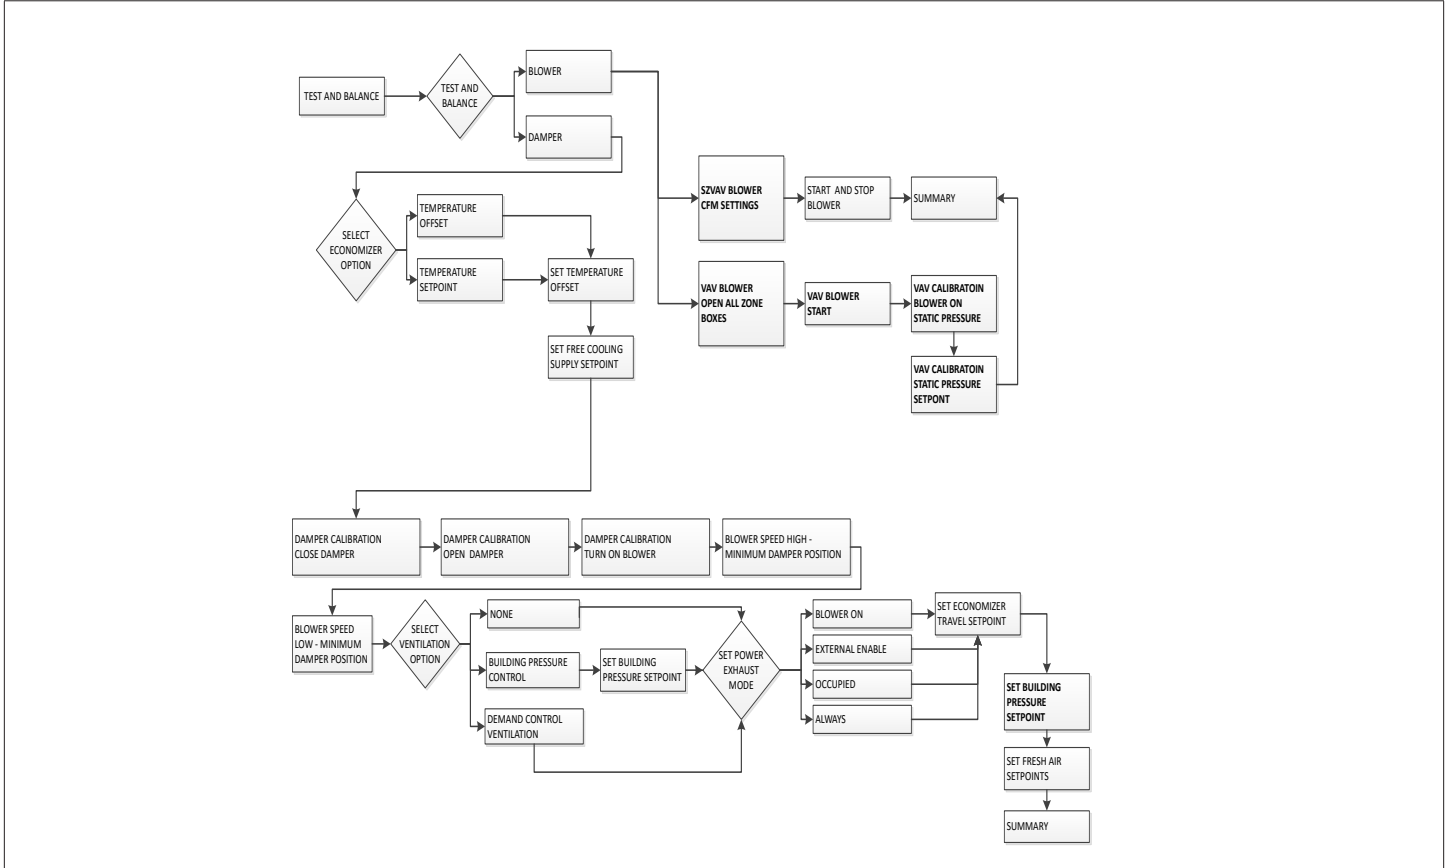 TEST AND BALANCE
TEST AND
BALANCE
BLOWER
DAMPER
SZVAV BLOWER
CFM SETTINGS
START AND STOP
BLOWER
SUMMARY
SELECT
ECONOMIZER
OPTION
TEMPERATURE
OFFSET
TEMPERATURE
SETPOINT
SET TEMPERATURE
OFFSET
SET FREE COOLING
SUPPLY SETPOINT
VAV BLOWER
OPEN ALL ZONE
BOXES
VAV BLOWER
START
VAV CALIBRATOIN
BLOWER ON
STATIC PRESSURE
VAV CALIBRATOIN
STATIC PRESSURE
SETPONT
DAMPER CALIBRATION
CLOSE DAMPER
DAMPER CALIBRATION
OPEN DAMPER
DAMPER CALIBRATION
TURN ON BLOWER
BLOWER SPEED HIGH -
MINIMUM DAMPER POSITION
BLOWER SPEED
LOW - MINIMUM
DAMPER POSITION
SELECT
VENTILATION
OPTION
NONE
BUILDING PRESSURE
CONTROL
SET BUILDING
PRESSURE SETPOINT
DEMAND CONTROL
VENTILATION
SET POWER
EXHAUST
MODE
BLOWER ON
EXTERNAL ENABLE
OCCUPIED
ALWAYS
SET ECONOMIZER
TRAVEL SETPOINT
SET BUILDING
PRESSURE
SETPOINT
SET FRESH AIR
SETPOINTS
SUMMARY